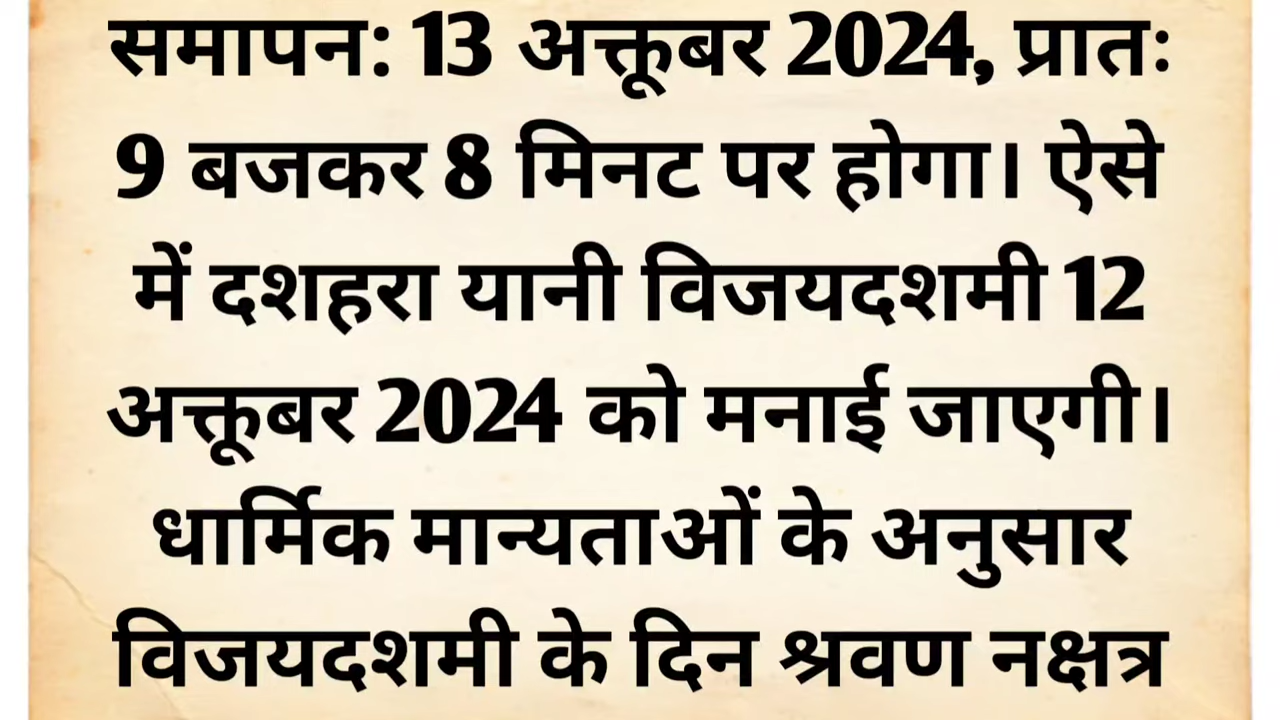 समापन: 13 अक्तूबर 2024, प्रातः
9 बजकर 8 मिनट पर होगा। ऐसे
में दशहरा यानी विजयदशमी 12
अक्तूबर 2024 को मनाई जाएगी।
धार्मिक मान्यताओं के अनुसार
विजयदशमी के दिन श्रवण नक्षत्र